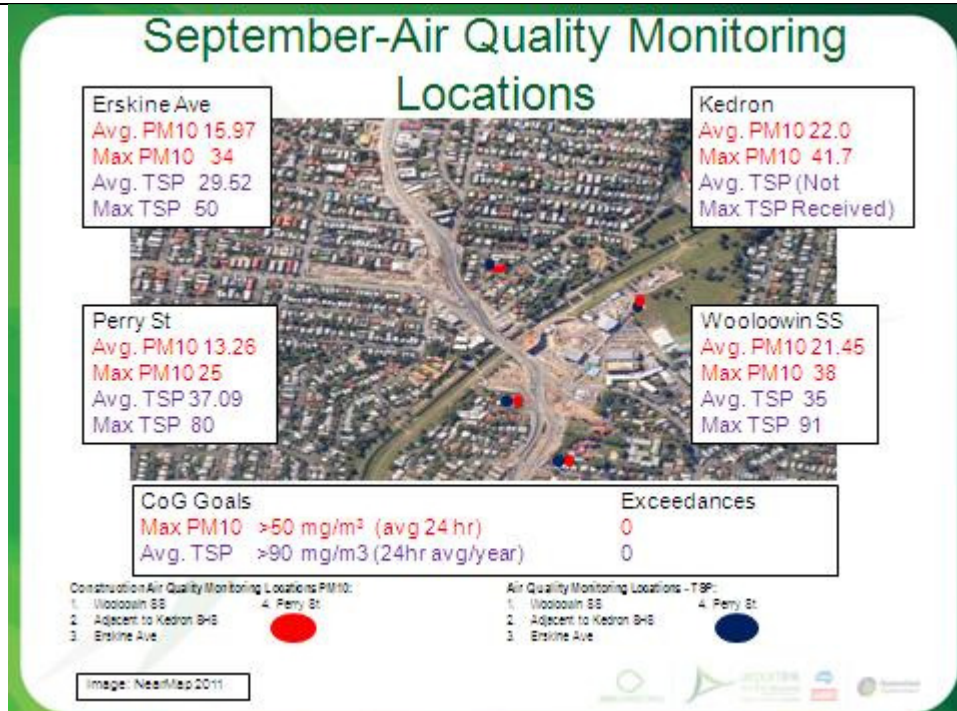 September-Air Quality Monitoring
Locations
Erskine Ave
Avg. PM10 15.97
Max PM10 34
Avg. TSP 29.52
Max TSP 50
Kedron
Avg. PM10 22.0
Max PM10 41.7
Avg. TSP (Not
Max TSP Received)
Perry St
Avg. PM10 13.26
Max PM10 25
Avg. TSP 37.09
Max TSP 80
Wooloowin SS
Avg. PM10 21.45
Max PM10 38
Avg. TSP 35
Max TSP 91
CoG Goals Exceedances
Max PM10 >50 mg/m³ (avg 24 hr) 0
Avg. TSP >90 mg/m3 (24hr avg/year) 0
Construction Air Quality Monitoring Locations PM10:
1. Wooloowin SS 4. Perry St
2. Adjacent to Kedron SHS
3. Erskine Ave
Air Quality Monitoring Locations - TSP:
1. Wooloowin SS 4. Perry St
2. Adjacent to Kedron SHS
3. Erskine Ave
Image: NearMap 2011